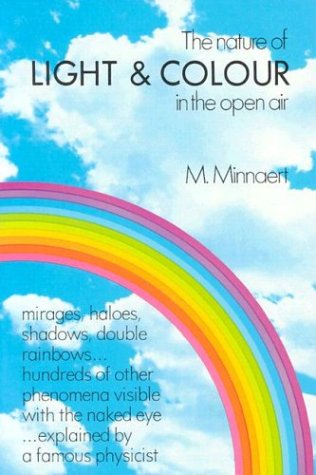 The nature of
LIGHT & COLOUR
in the open air
M. Minnaert
mirages, haloes,
shadows, double
rainbows...
hundreds of other
phenomena visible
with the naked eye
...explained by
a famous physicist